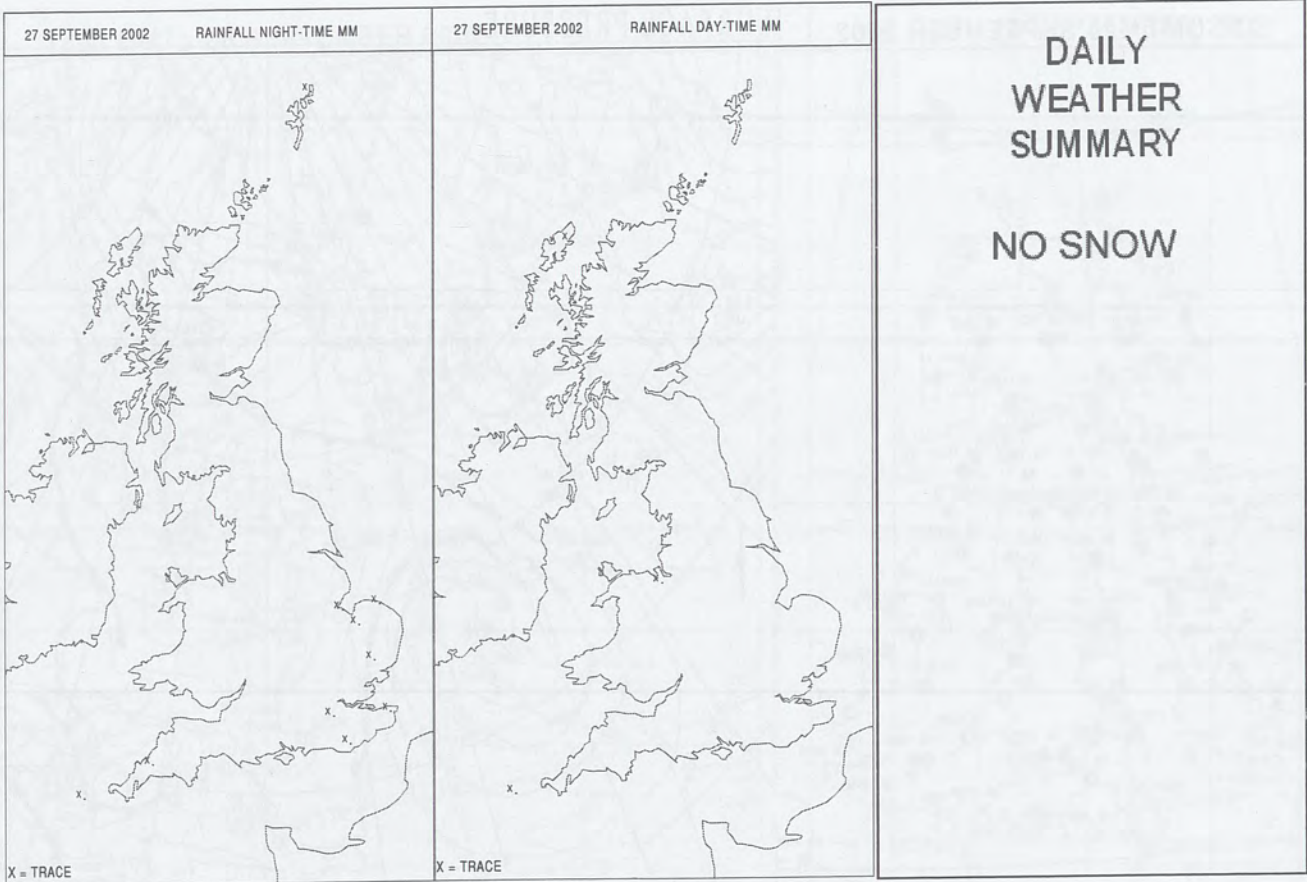 27 SEPTEMBER 2002 RAINFALL NIGHT-TIME MM
X = TRACE
27 SEPTEMBER 2002 RAINFALL DAY-TIME MM
X = TRACE
DAILY
WEATHER
SUMMARY
NO SNOW